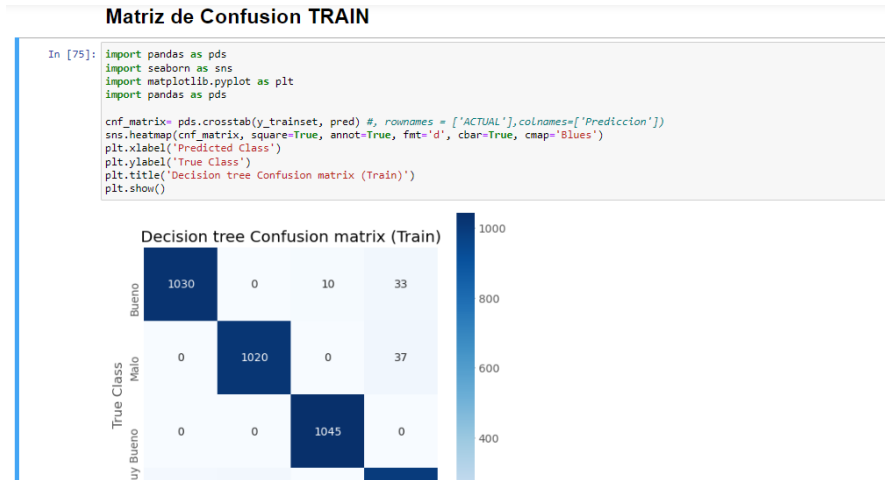 Matriz de Confusion TRAIN
In [75]: import pandas as pds
import seaborn as sns
import matplotlib.pyplot as plt
import pandas as pds
cnf_matrix= pds.crosstab(y_trainset, pred) #, rownames = ['ACTUAL'],colnames=['Prediccion'])
sns.heatmap(cnf_matrix, square=True, annot=True, fmt='d', cbar=True, cmap='Blues')
plt.xlabel('Predicted Class')
plt.ylabel('True Class')
plt.title('Decision tree Confusion matrix (Train)')
plt.show()
Decision tree Confusion matrix (Train)
1000
Bueno 1030 0 10 33
800
Malo 0 1020 0 37
True Class
600
uy Bueno 0 0 1045 0
400